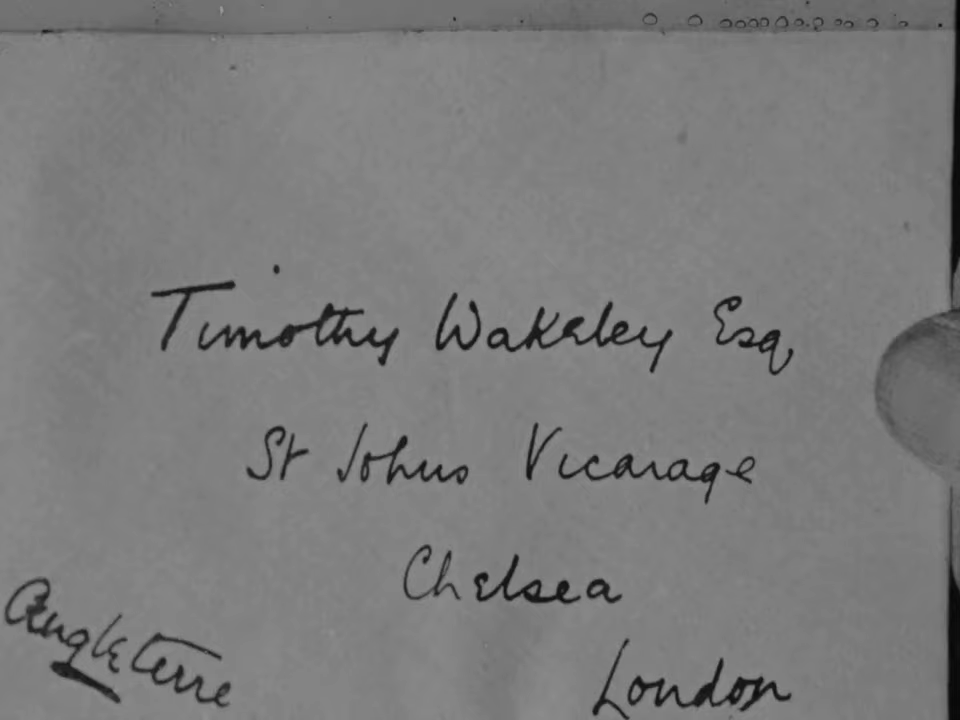 Timothy Wakeley Esq,
St Johns Vicarage
Chelsea
Angleterre
London